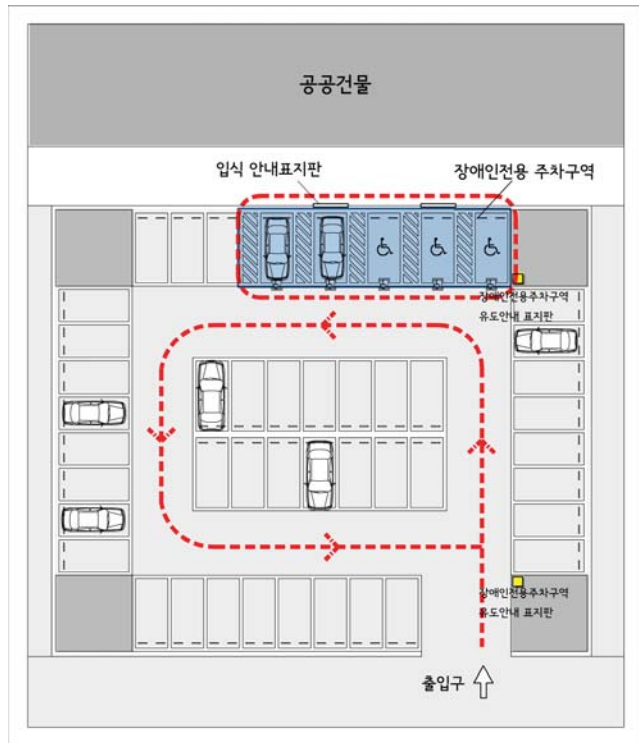 공공건물
입식 안내표지판
장애인전용 주차구역
장애인전용주차구역
유도안내 표지판
장애인전용주차구역
유도안내 표지판
출입구